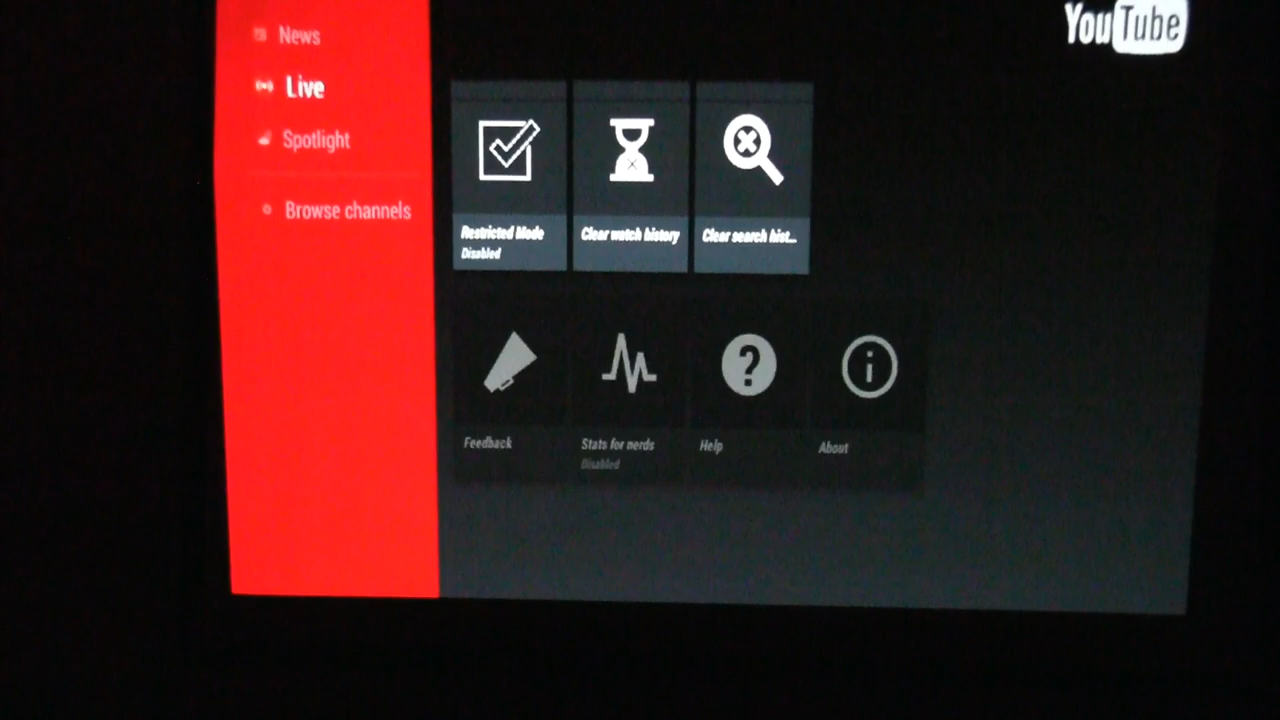 News
YouTube
Live
Spotlight
Browse channels
Restricted Mode
Disabled
Clear watch history
Clear search hist...
Feedback
Stats for nerds
Disabled
Help
About